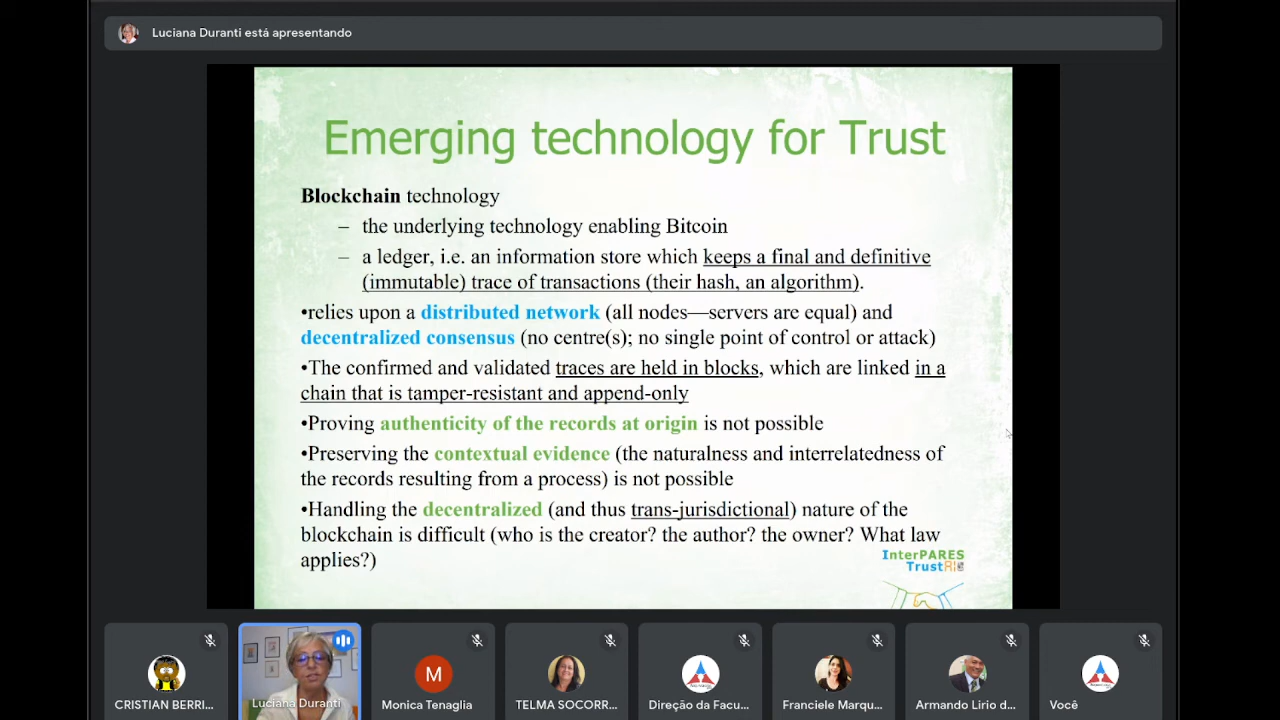 Luciana Duranti está apresentando
Emerging technology for Trust
Blockchain technology
– the underlying technology enabling Bitcoin
– a ledger, i.e. an information store which keeps a final and definitive
(immutable) trace of transactions (their hash, an algorithm).
•relies upon a distributed network (all nodes—servers are equal) and
decentralized consensus (no centre(s); no single point of control or attack)
•The confirmed and validated traces are held in blocks, which are linked in a
chain that is tamper-resistant and append-only
•Proving authenticity of the records at origin is not possible
•Preserving the contextual evidence (the naturalness and interrelatedness of
the records resulting from a process) is not possible
•Handling the decentralized (and thus trans-jurisdictional) nature of the
blockchain is difficult (who is the creator? the author? the owner? What law
applies?)
InterPARES
Trust
M
CRISTIAN BERRI...
Luciana Duranti
Monica Tenaglia
TELMA SOCORR...
Direção da Facu...
Franciele Marqu...
Armando Lirio d...
Você